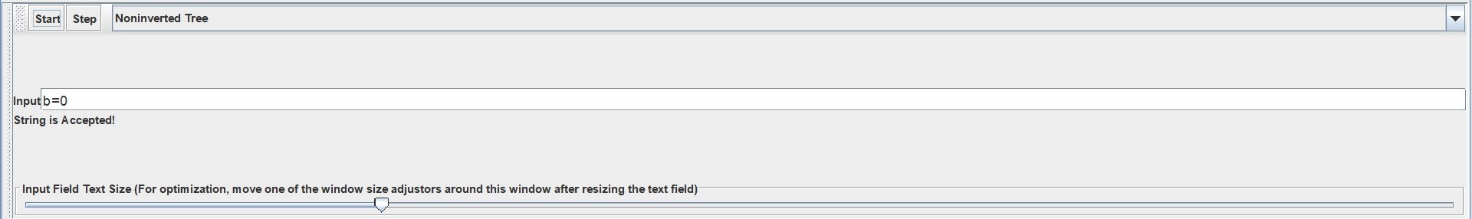 Start Step Noninverted Tree
Input b=0
String is Accepted!
Input Field Text Size (For optimization, move one of the window size adjustors around this window after resizing the text field)